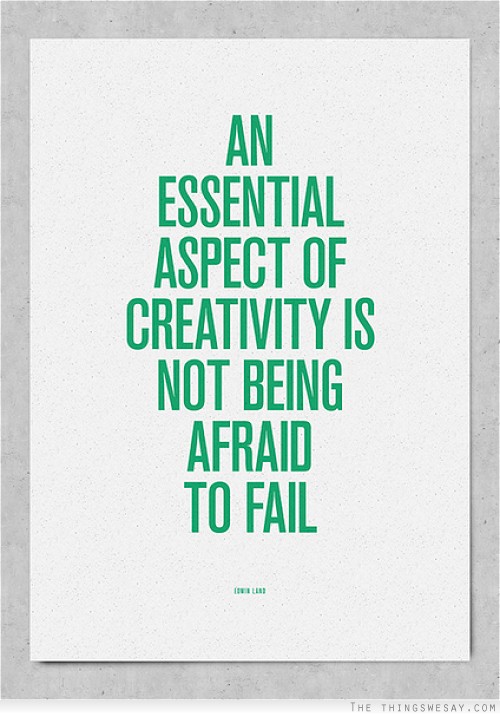 AN
ESSENTIAL
ASPECT OF
CREATIVITY IS
NOT BEING
AFRAID
TO FAIL
EDWIN LAND
THE THINGSWESAY.COM